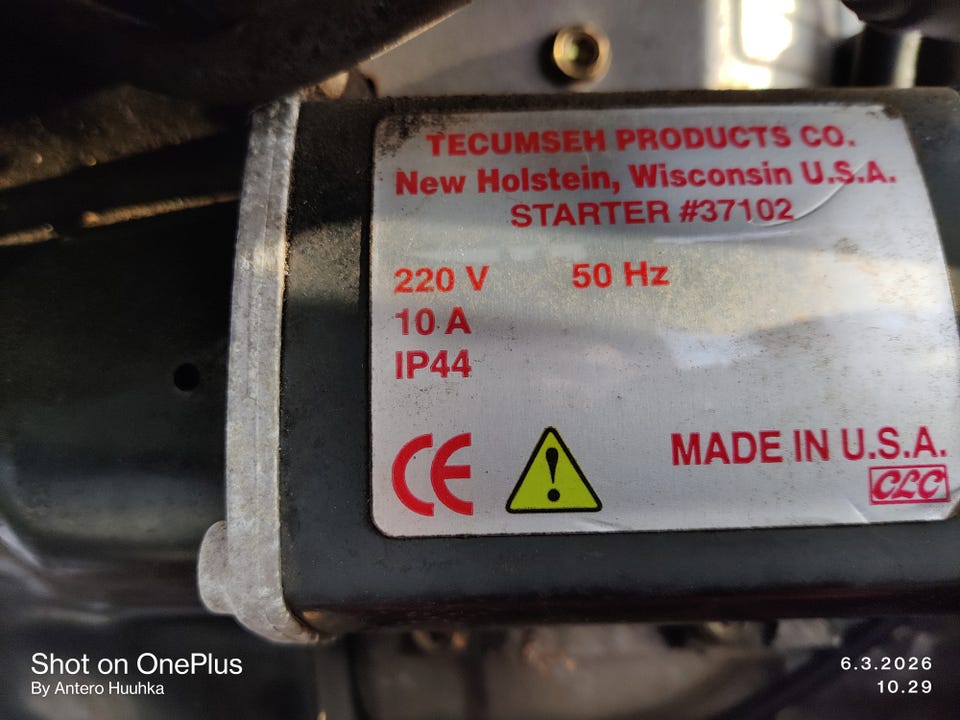 TECUMSEH PRODUCTS CO.
New Holstein, Wisconsin U.S.A.
STARTER #37102
220 V 50 Hz
10 A
IP44
CE
MADE IN U.S.A.
CLC
Shot on OnePlus
By Antero Huuhka
6.3.2026
10.29